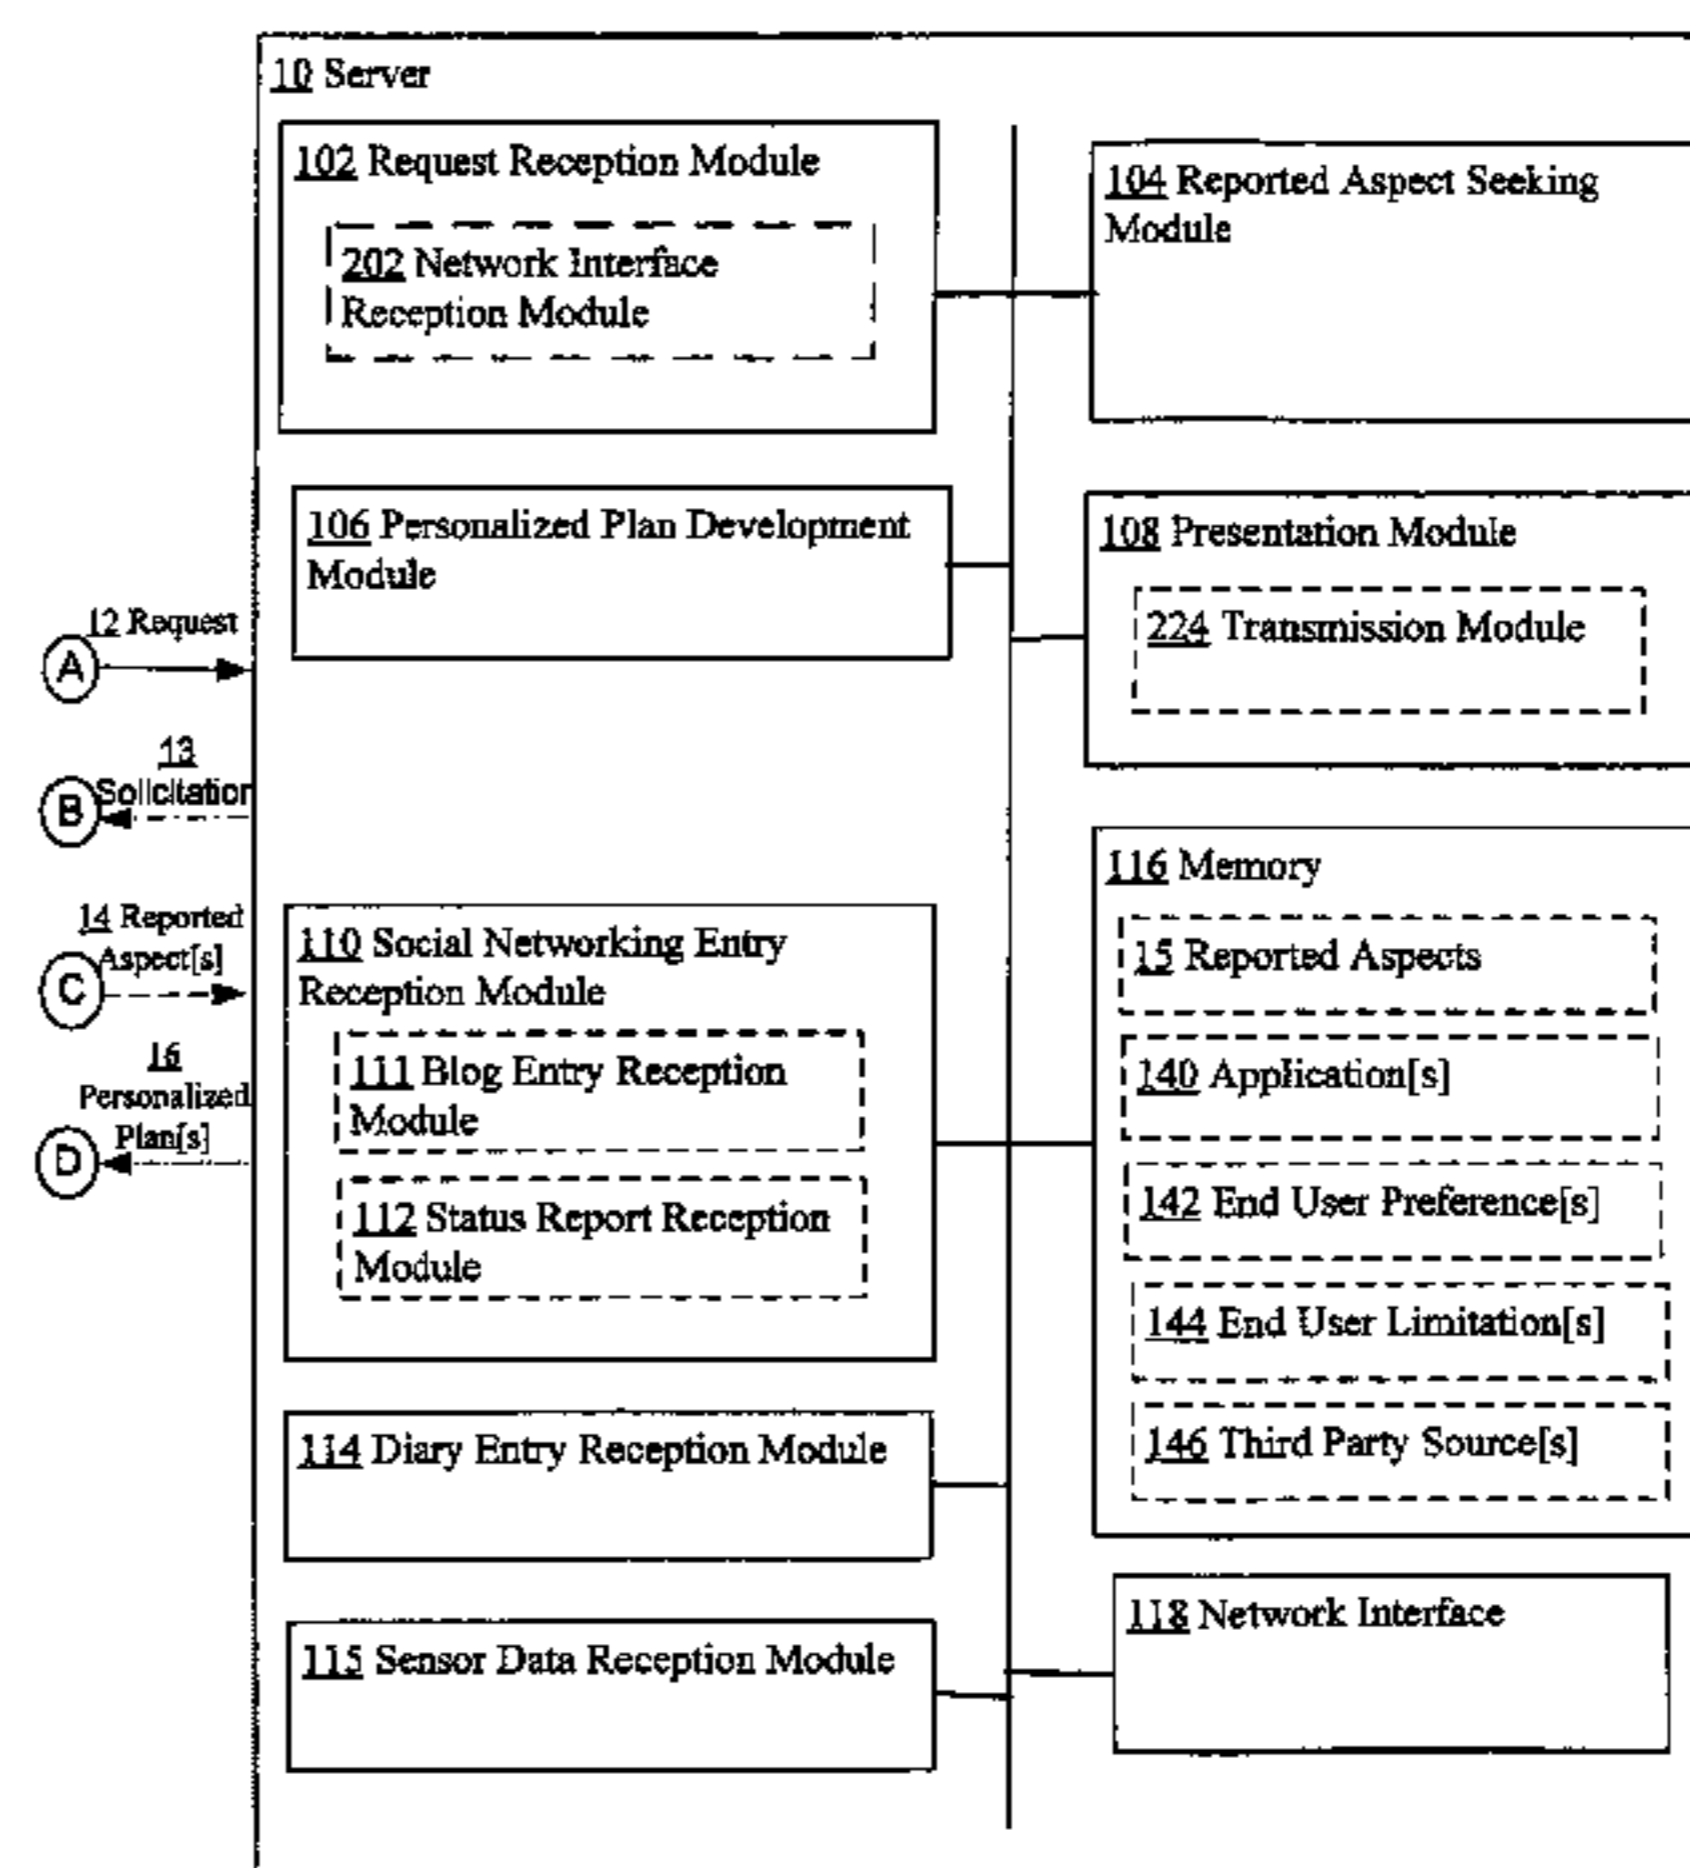 10 Server
102 Request Reception Module
202 Network Interface
Reception Module
104 Reported Aspect Seeking
Module
106 Personalized Plan Development
Module
108 Presentation Module
224 Transmission Module
12 Request
A
13
Solicitation
B
14 Reported
Aspect[s]
C
16
Personalized
Plan[s]
D
110 Social Networking Entry
Reception Module
111 Blog Entry Reception
Module
112 Status Report Reception
Module
116 Memory
15 Reported Aspects
140 Application[s]
142 End User Preference[s]
144 End User Limitation[s]
146 Third Party Source[s]
114 Diary Entry Reception Module
115 Sensor Data Reception Module
118 Network Interface